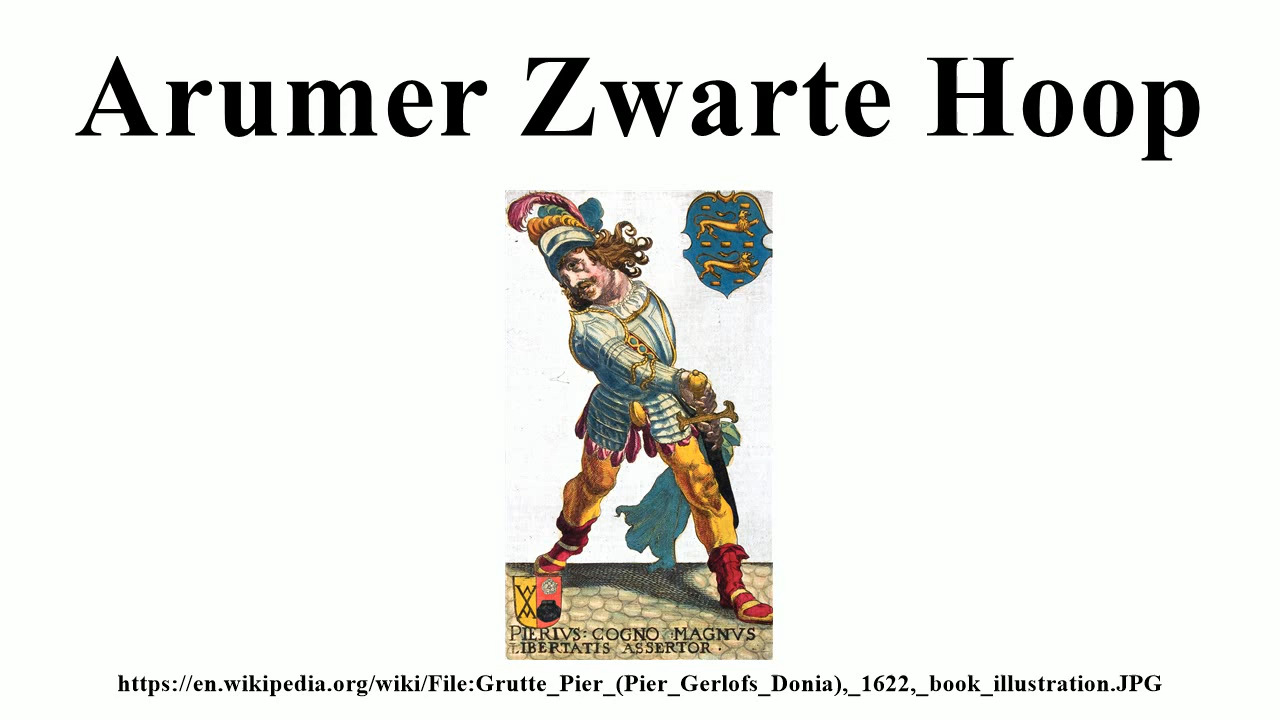 Arumer Zwarte Hoop
PIERIVS: COGNO MAGNVS
LIBERTATIS ASSERTOR ·
https://en.wikipedia.org/wiki/File:Grutte_Pier_(Pier_Gerlofs_Donia),_1622,_book_illustration.JPG